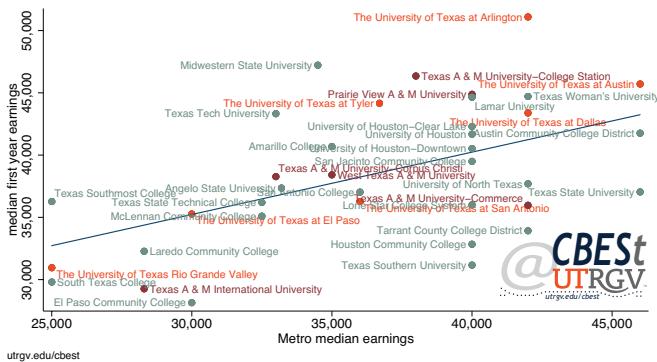 50,000
The University of Texas at Arlington
Midwestern State University
Texas A & M University−College Station
The University of Texas at Austin
45,000
Prairie View A & M University
Texas Woman's University
The University of Texas at Tyler
Lamar University
Texas Tech University
The University of Texas at Dallas
University of Houston−Clear Lake
University of Houston
Austin Community College District
Amarillo College
University of Houston−Downtown
40,000
San Jacinto Community College
Texas A & M University−Corpus Christi
West Texas A & M University
University of North Texas
Angelo State University
San Antonio College
Texas State University
Texas Southmost College
Texas State Technical College
Texas A & M University−Commerce
Lone Star College System
The University of Texas at San Antonio
McLennan Community College
The University of Texas at El Paso
35,000
Tarrant County College District
Houston Community College
Laredo Community College
Texas Southern University
The University of Texas Rio Grande Valley
South Texas College
30,000
Texas A & M International University
El Paso Community College
median first year earnings
25,000
30,000
35,000
40,000
45,000
Metro median earnings
@CBESt
UTRGV
utrgv.edu/cbest
utrgv.edu/cbest